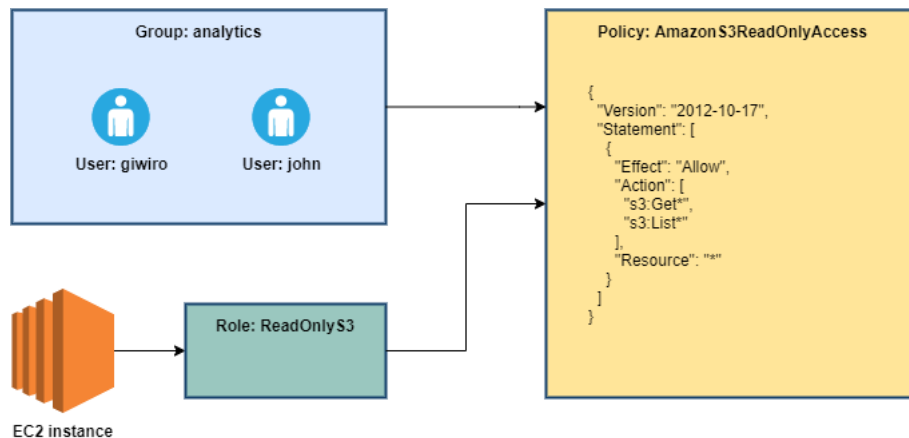 Group: analytics
User: giwiro
User: john
Policy: AmazonS3ReadOnlyAccess
{
"Version": "2012-10-17",
"Statement": [
{
"Effect": "Allow",
"Action": [
"s3:Get*",
"s3:List*"
],
"Resource": "*"
}
]
}
Role: ReadOnlyS3
EC2 instance